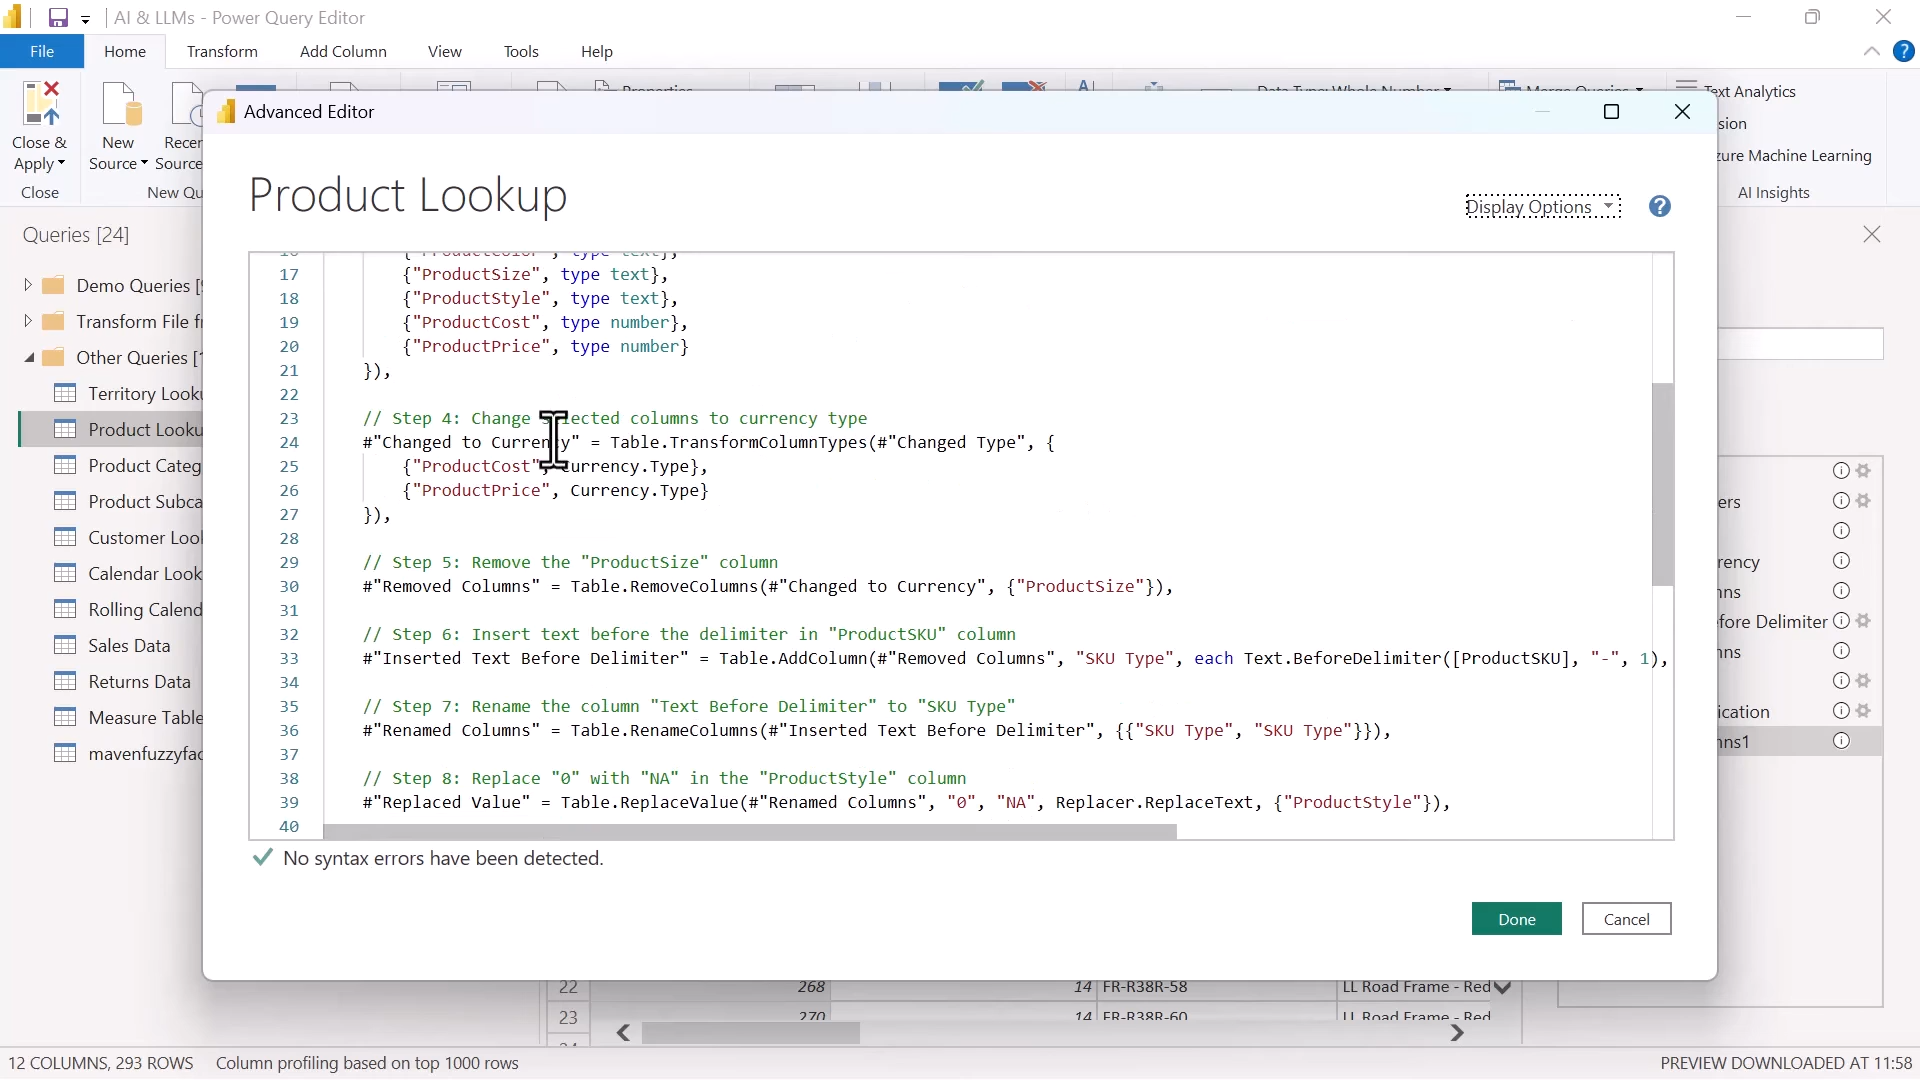 AI & LLMs - Power Query Editor
File Home Transform Add Column View Tools Help
Close & Apply
New Source
Recen Source
Close
New Qu
Text Analytics
sion
zure Machine Learning
AI Insights
Advanced Editor
Product Lookup
Display Options
Queries [24]
Demo Queries [
Transform File f
Other Queries [
Territory Looku
Product Looku
Product Categ
Product Subca
Customer Loo
Calendar Look
Rolling Calend
Sales Data
Returns Data
Measure Table
mavenfuzzyfac
17 {"ProductSize", type text},
18 {"ProductStyle", type text},
19 {"ProductCost", type number},
20 {"ProductPrice", type number}
21 }),
22
23 // Step 4: Change selected columns to currency type
24 #"Changed to Currency" = Table.TransformColumnTypes(#"Changed Type", {
25 {"ProductCost", Currency.Type},
26 {"ProductPrice", Currency.Type}
27 }),
28
29 // Step 5: Remove the "ProductSize" column
30 #"Removed Columns" = Table.RemoveColumns(#"Changed to Currency", {"ProductSize"}),
31
32 // Step 6: Insert text before the delimiter in "ProductSKU" column
33 #"Inserted Text Before Delimiter" = Table.AddColumn(#"Removed Columns", "SKU Type", each Text.BeforeDelimiter([ProductSKU], "-", 1),
34
35 // Step 7: Rename the column "Text Before Delimiter" to "SKU Type"
36 #"Renamed Columns" = Table.RenameColumns(#"Inserted Text Before Delimiter", {{"SKU Type", "SKU Type"}}),
37
38 // Step 8: Replace "0" with "NA" in the "ProductStyle" column
39 #"Replaced Value" = Table.ReplaceValue(#"Renamed Columns", "0", "NA", Replacer.ReplaceText, {"ProductStyle"}),
40
No syntax errors have been detected.
Done Cancel
ers
rency
nns
fore Delimiter
nns
ication
nns1
22 268 14 FR-R38R-58 LL Road Frame - Red
23 270 14 FR-R38R-60 LL Road Frame - Red
12 COLUMNS, 293 ROWS Column profiling based on top 1000 rows
PREVIEW DOWNLOADED AT 11:58